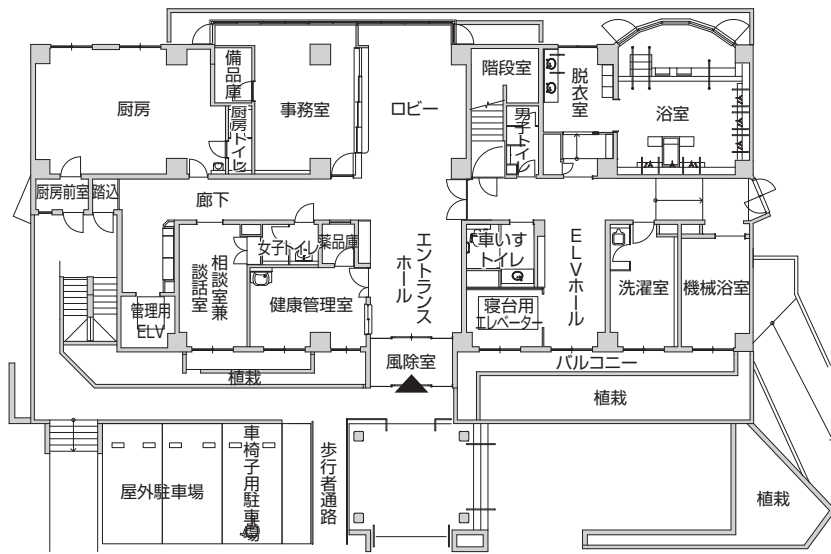 備品庫
階段室
脱衣室
厨房
事務室
ロビー
浴室
厨房トイレ
男子トイレ
厨房前室
踏込
廊下
相談室兼
談話室
女子トイレ
薬品庫
エントランス
ホール
車いす
トイレ
ELVホール
洗濯室
機械浴室
管理用
ELV
健康管理室
寝台用
エレベーター
風除室
バルコニー
植栽
植栽
屋外駐車場
車椅子用駐車場
歩行者通路
植栽